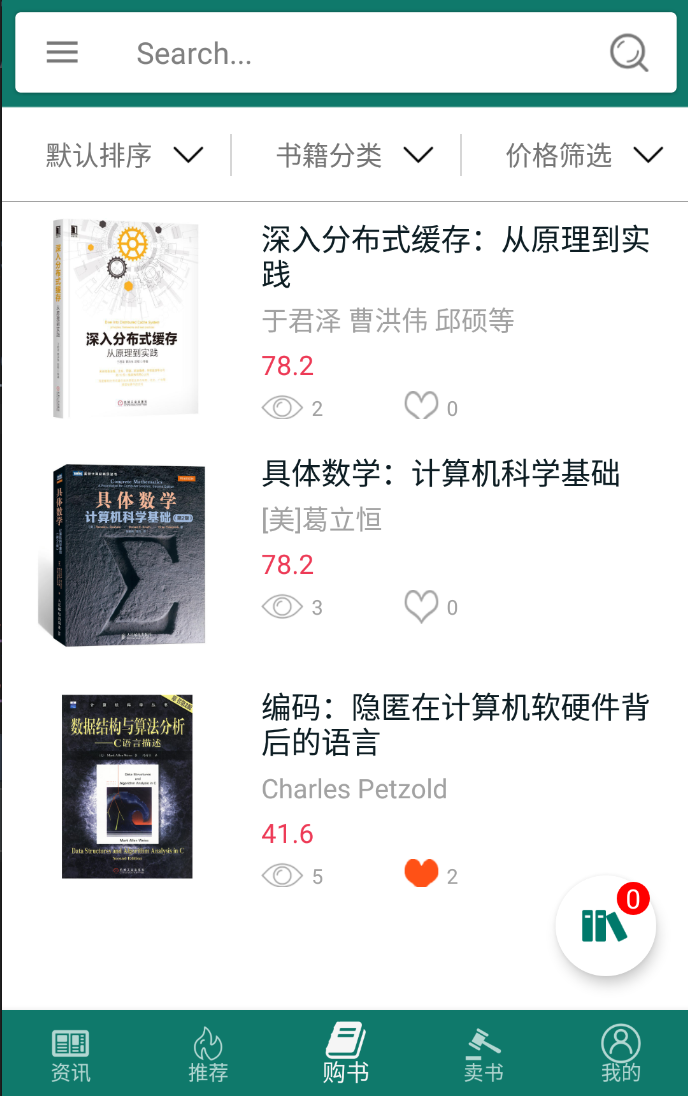 Search...
默认排序
书籍分类
价格筛选
深入分布式缓存
从原理到实践
深入分布式缓存：从原理到实
践
于君泽 曹洪伟 邱硕等
78.2
2
0
Concrete Mathematics
具体数学
计算机科学基础
具体数学：计算机科学基础
[美]葛立恒
78.2
3
0
数据结构与算法分析
——C语言描述
Data Structures and Algorithm Analysis in C
Second Edition
编码：隐匿在计算机软硬件背
后的语言
Charles Petzold
41.6
5
2
0
资讯
推荐
购书
卖书
我的